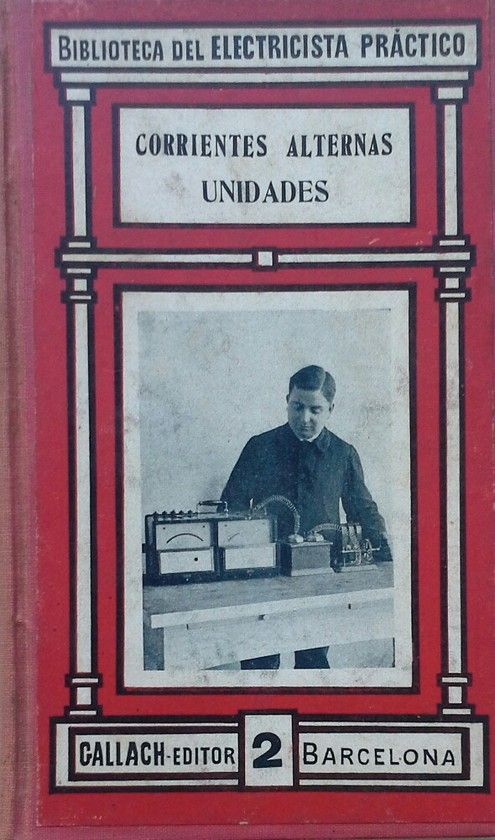 BIBLIOTECA DEL ELECTRICISTA PRÁCTICO
CORRIENTES ALTERNAS
UNIDADES
GALLACH-EDITOR 2 BARCELONA